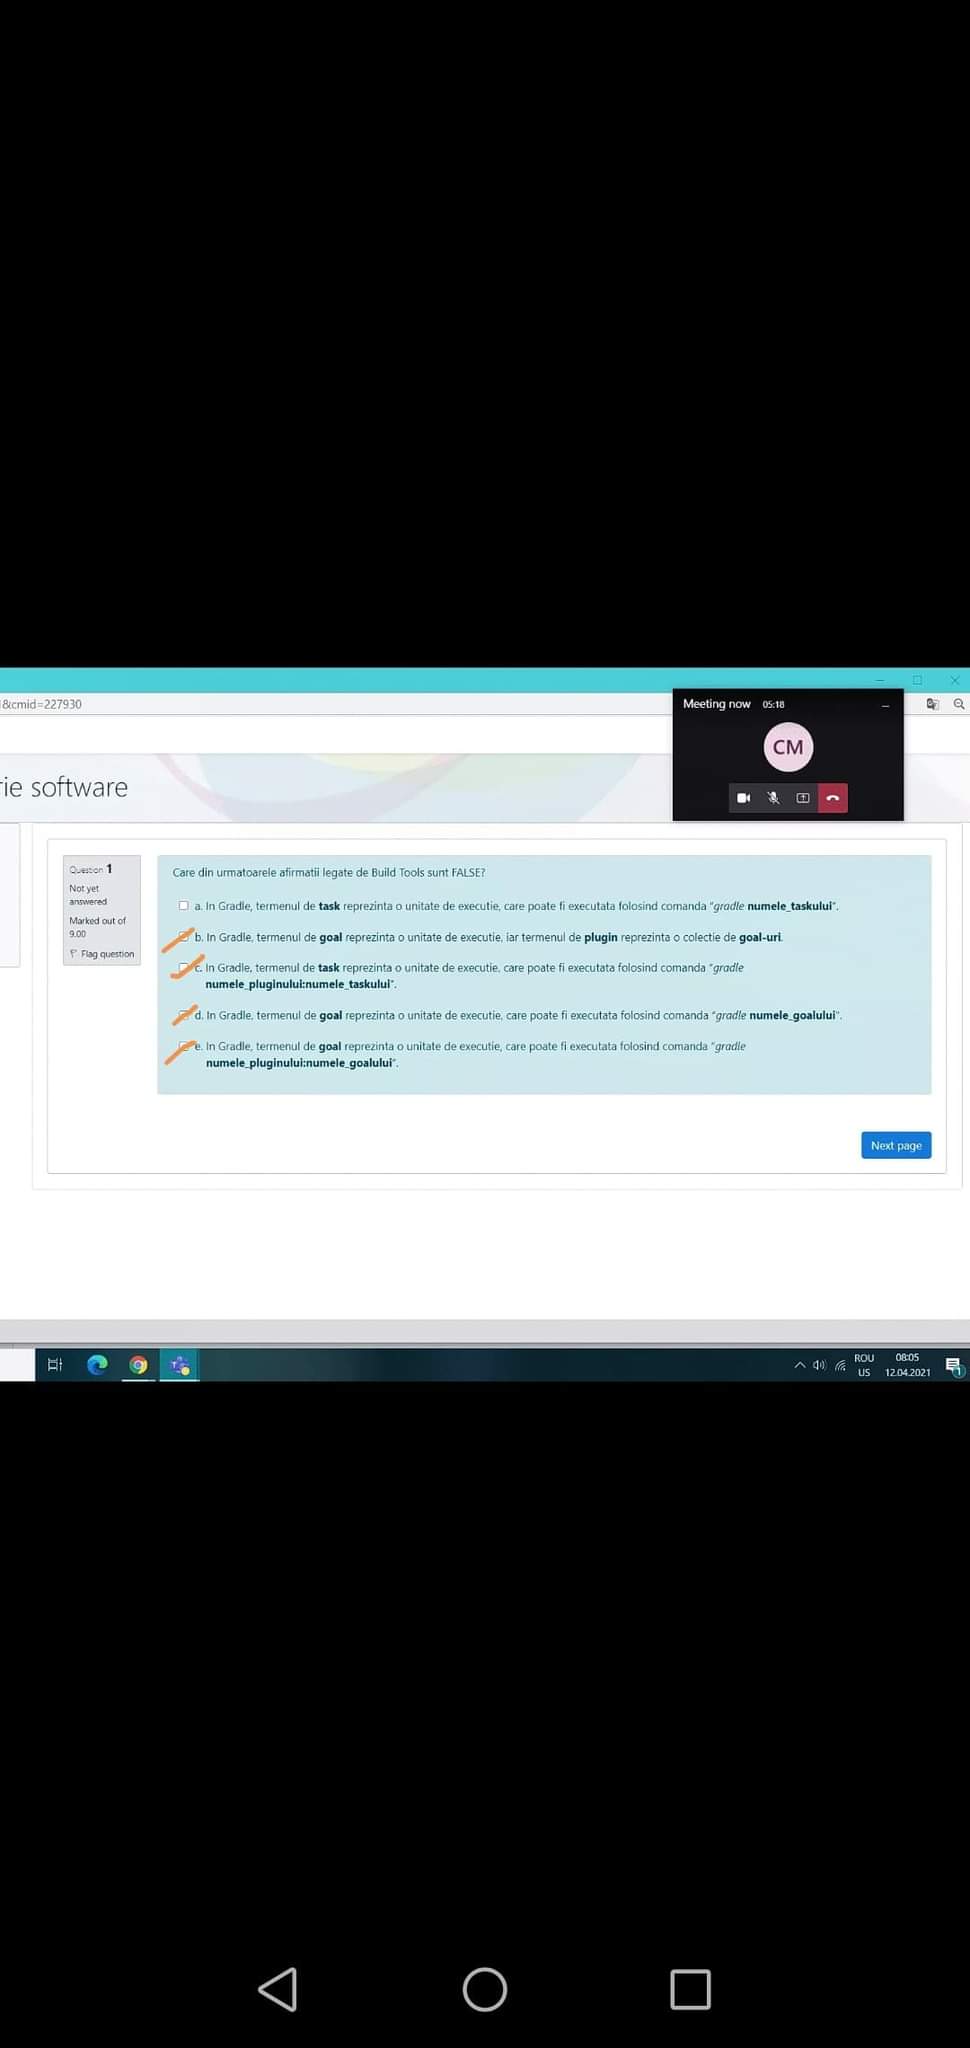 &cmid=227930
Meeting now 05:18
CM
rie software
Question 1
Not yet
answered
Marked out of
9.00
Flag question
Care din urmatoarele afirmatii legate de Build Tools sunt FALSE?
a. In Gradle, termenul de task reprezinta o unitate de executie, care poate fi executata folosind comanda "gradle numele_taskului".
b. In Gradle, termenul de goal reprezinta o unitate de executie, iar termenul de plugin reprezinta o colectie de goal-uri.
c. In Gradle, termenul de task reprezinta o unitate de executie, care poate fi executata folosind comanda "gradle
numele_pluginului:numele_taskului".
d. In Gradle, termenul de goal reprezinta o unitate de executie, care poate fi executata folosind comanda "gradle numele_goalului".
e. In Gradle, termenul de goal reprezinta o unitate de executie, care poate fi executata folosind comanda "gradle
numele_pluginului:numele_goalului".
Next page
ROU 08:05
US 12.04.2021
1